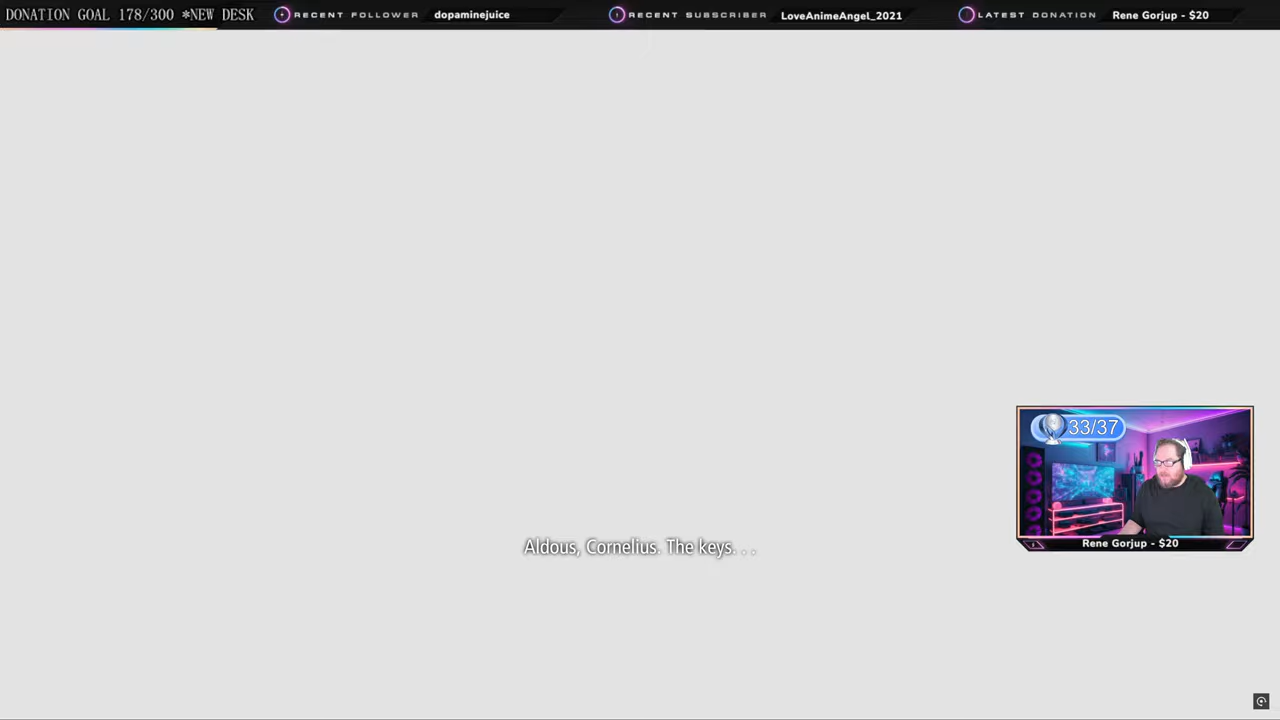 DONATION GOAL 178/300 *NEW DESK
RECENT FOLLOWER dopaminejuice
RECENT SUBSCRIBER LoveAnimeAngel_2021
LATEST DONATION Rene Gorjup - $20
33/37
Rene Gorjup - $20
Aldous, Cornelius. The keys. . .